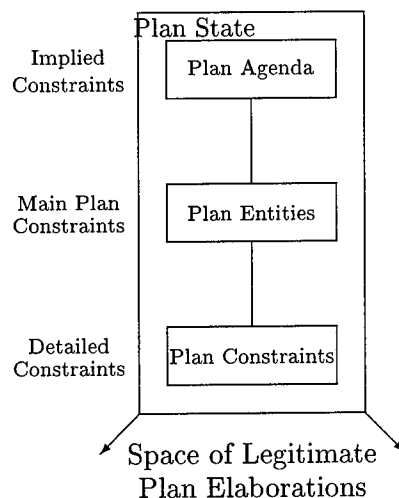 Plan State
Implied
Constraints
Plan Agenda
Main Plan
Constraints
Plan Entities
Detailed
Constraints
Plan Constraints
Space of Legitimate
Plan Elaborations